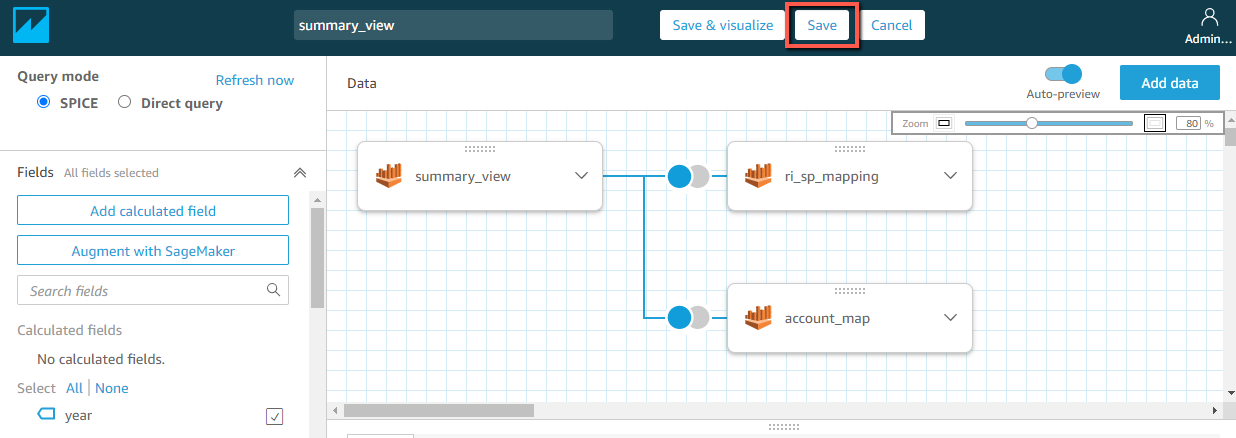 summary_view
Save & visualize
Save
Cancel
Admin...
Query mode
Refresh now
SPICE
Direct query
Data
Auto-preview
Add data
Zoom
80 %
Fields All fields selected
Add calculated field
Augment with SageMaker
Search fields
Calculated fields
No calculated fields.
Select All | None
year
summary_view
ri_sp_mapping
account_map